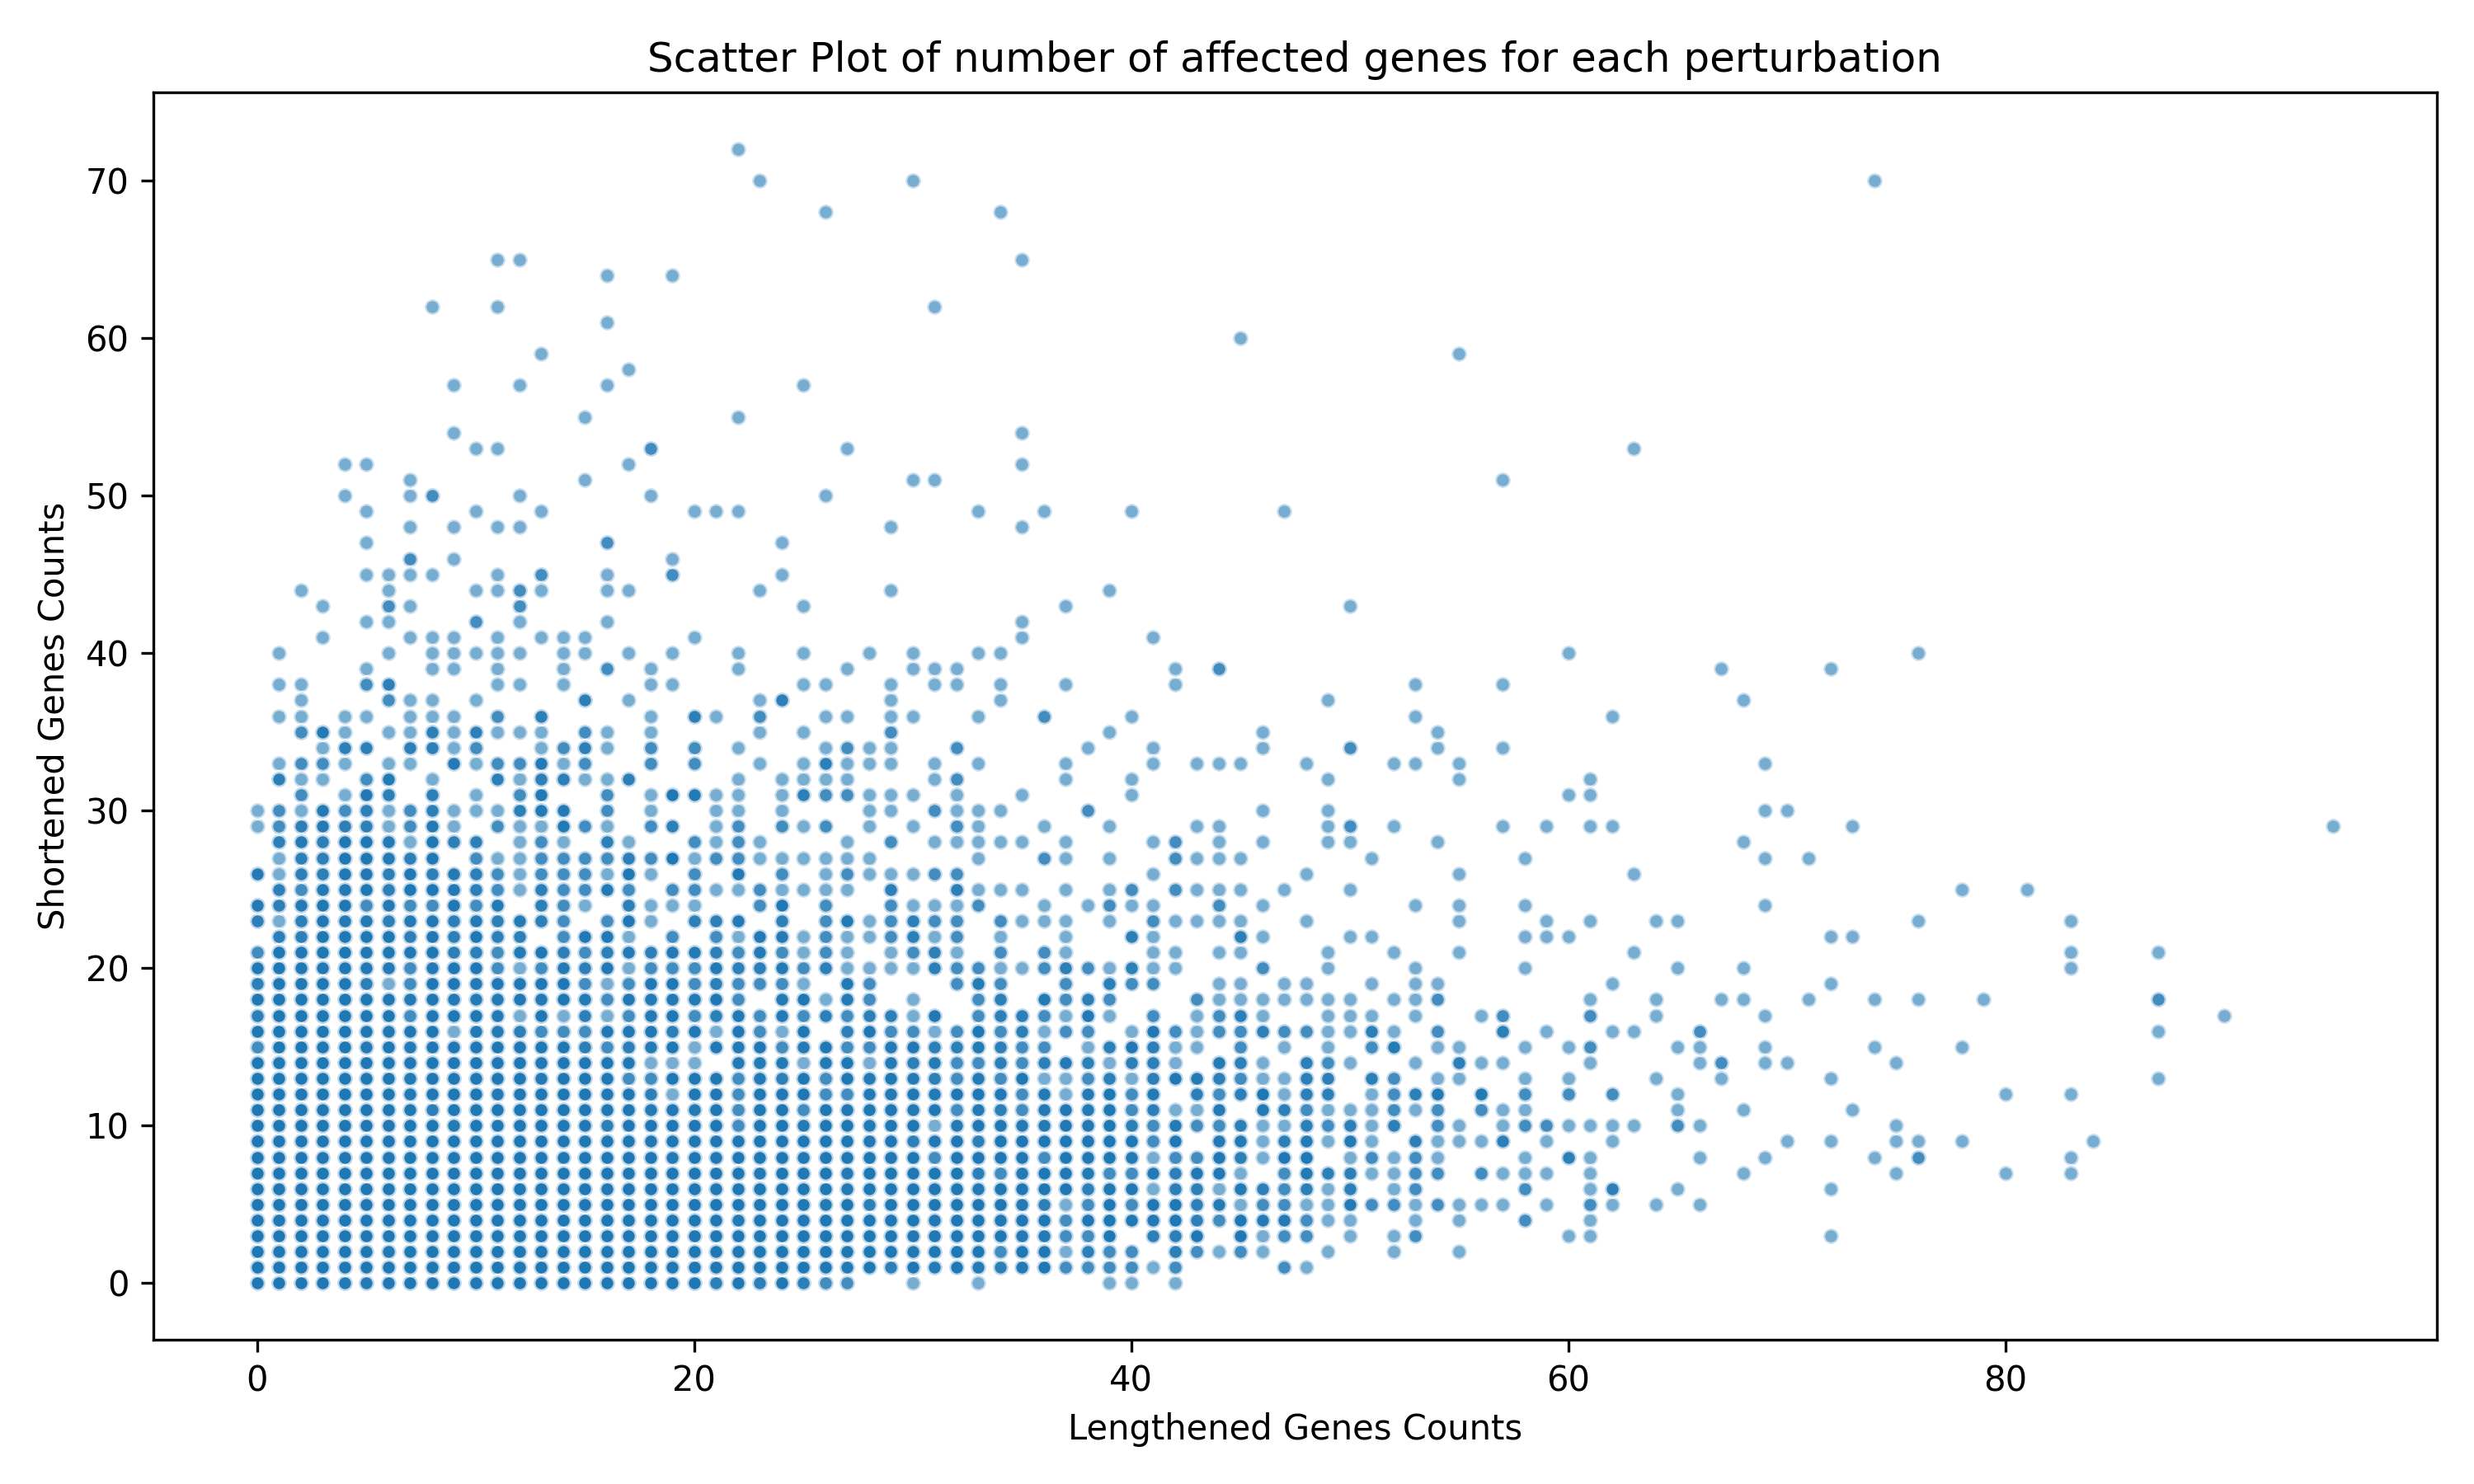 Scatter Plot of number of affected genes for each perturbation
70
60
50
40
30
20
10
0
Shortened Genes Counts
0 20 40 60 80
Lengthened Genes Counts